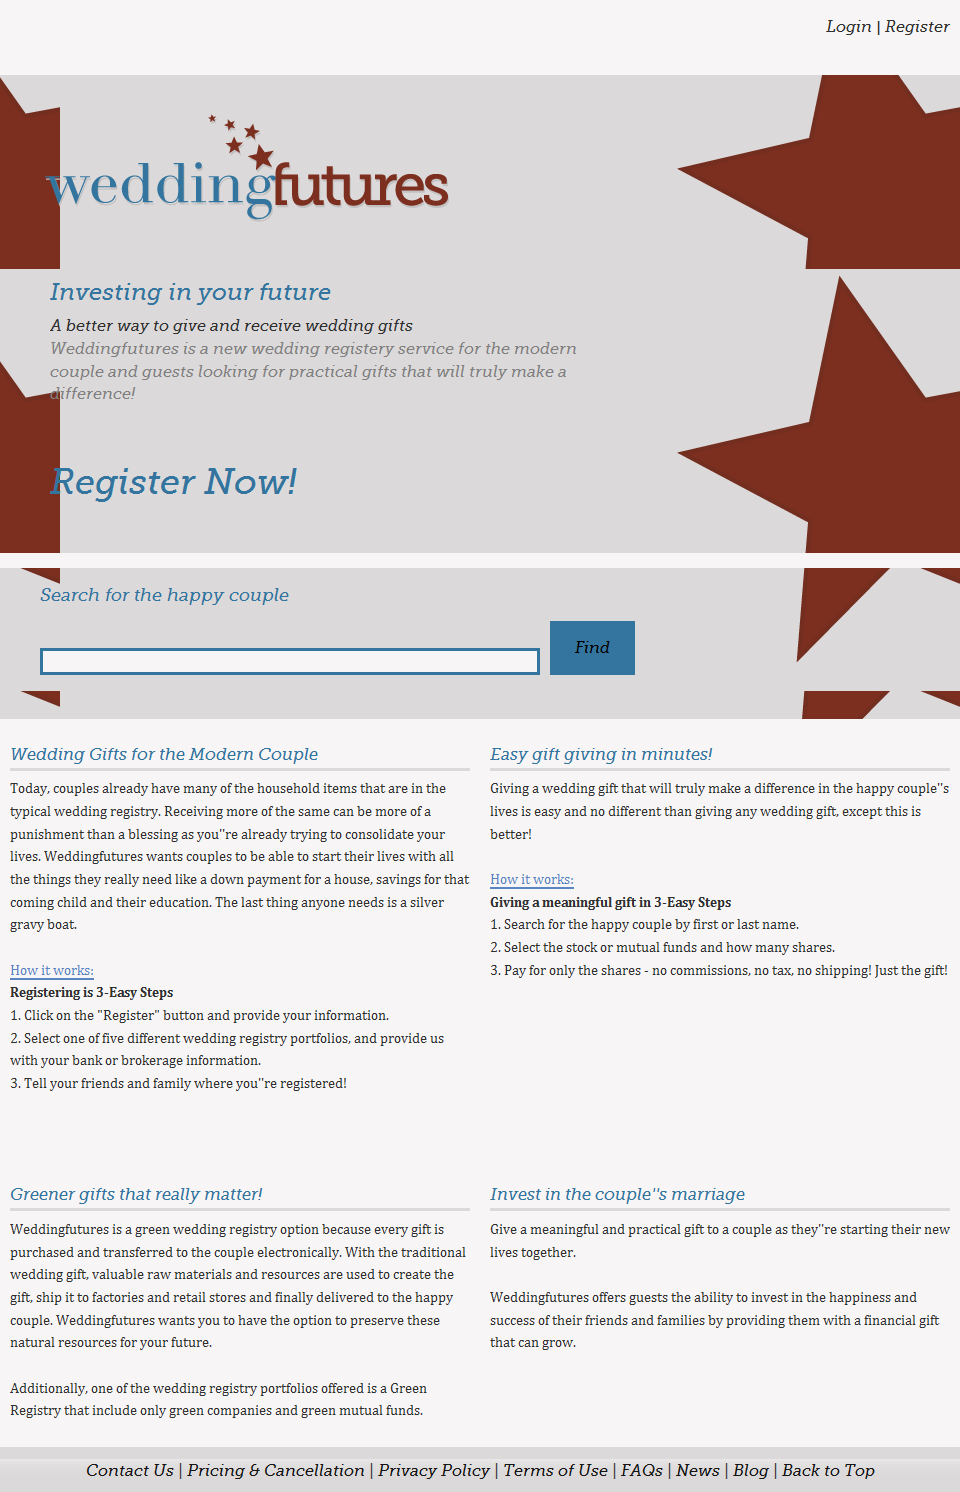 Login | Register
weddingfutures
Investing in your future
A better way to give and receive wedding gifts
Weddingfutures is a new wedding registery service for the modern
couple and guests looking for practical gifts that will truly make a
difference!
Register Now!
Search for the happy couple
Find
Wedding Gifts for the Modern Couple
Today, couples already have many of the household items that are in the
typical wedding registry. Receiving more of the same can be more of a
punishment than a blessing as you"re already trying to consolidate your
lives. Weddingfutures wants couples to be able to start their lives with all
the things they really need like a down payment for a house, savings for that
coming child and their education. The last thing anyone needs is a silver
gravy boat.
How it works:
Registering is 3-Easy Steps
1. Click on the "Register" button and provide your information.
2. Select one of five different wedding registry portfolios, and provide us
with your bank or brokerage information.
3. Tell your friends and family where you"re registered!
Easy gift giving in minutes!
Giving a wedding gift that will truly make a difference in the happy couple"s
lives is easy and no different than giving any wedding gift, except this is
better!
How it works:
Giving a meaningful gift in 3-Easy Steps
1. Search for the happy couple by first or last name.
2. Select the stock or mutual funds and how many shares.
3. Pay for only the shares - no commissions, no tax, no shipping! Just the gift!
Greener gifts that really matter!
Weddingfutures is a green wedding registry option because every gift is
purchased and transferred to the couple electronically. With the traditional
wedding gift, valuable raw materials and resources are used to create the
gift, ship it to factories and retail stores and finally delivered to the happy
couple. Weddingfutures wants you to have the option to preserve these
natural resources for your future.
Additionally, one of the wedding registry portfolios offered is a Green
Registry that include only green companies and green mutual funds.
Invest in the couple"s marriage
Give a meaningful and practical gift to a couple as they"re starting their new
lives together.
Weddingfutures offers guests the ability to invest in the happiness and
success of their friends and families by providing them with a financial gift
that can grow.
Contact Us | Pricing & Cancellation | Privacy Policy | Terms of Use | FAQs | News | Blog | Back to Top